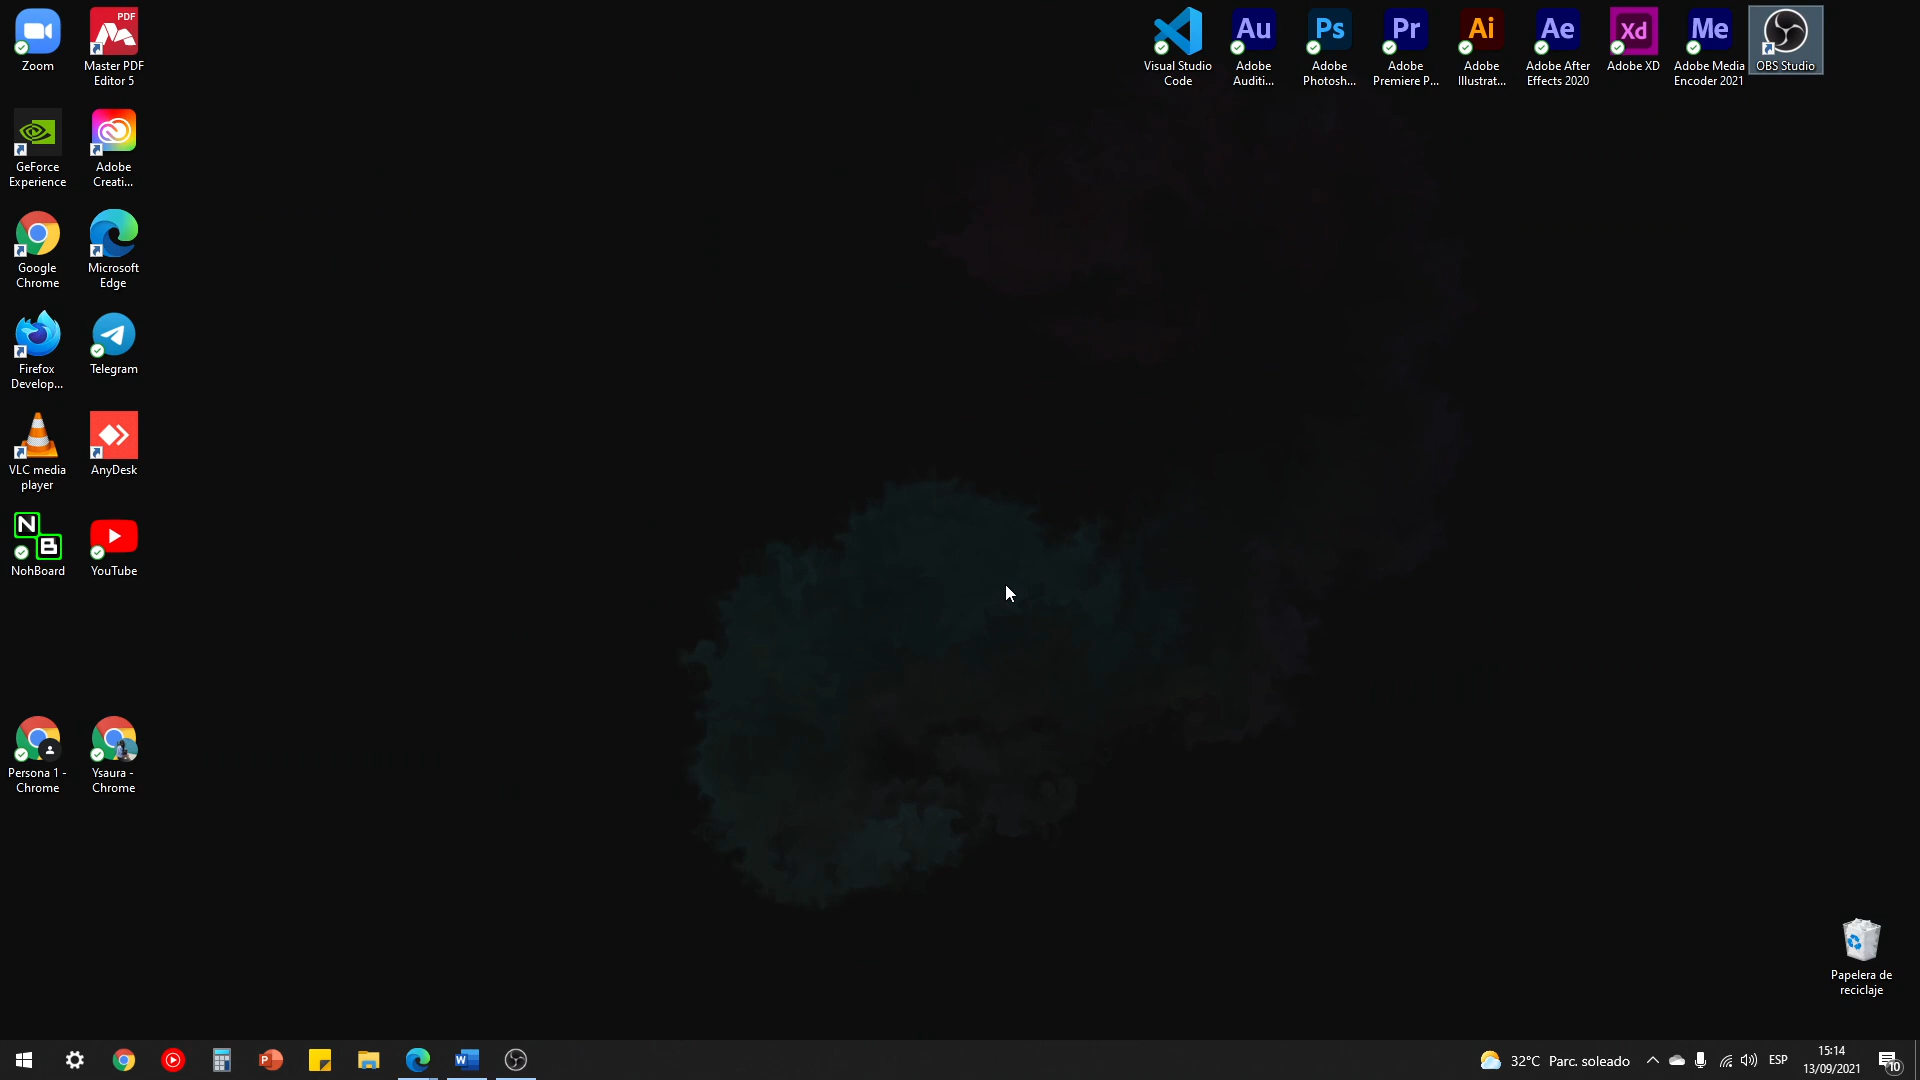 Zoom
PDF
Master PDF
Editor 5
Visual Studio
Code
Au
Adobe
Auditi...
Ps
Adobe
Photosh...
Pr
Adobe
Premiere P...
Ai
Adobe
Illustrat...
Ae
Adobe After
Effects 2020
Xd
Adobe XD
Me
Adobe Media
Encoder 2021
OBS Studio
GeForce
Experience
Adobe
Creati...
Google
Chrome
Microsoft
Edge
Firefox
Develop...
Telegram
VLC media
player
AnyDesk
N
B
NohBoard
YouTube
Persona 1 -
Chrome
Ysaura -
Chrome
Papelera de
reciclaje
P
W
32°C Parc. soleado
ESP
15:14
13/09/2021
10